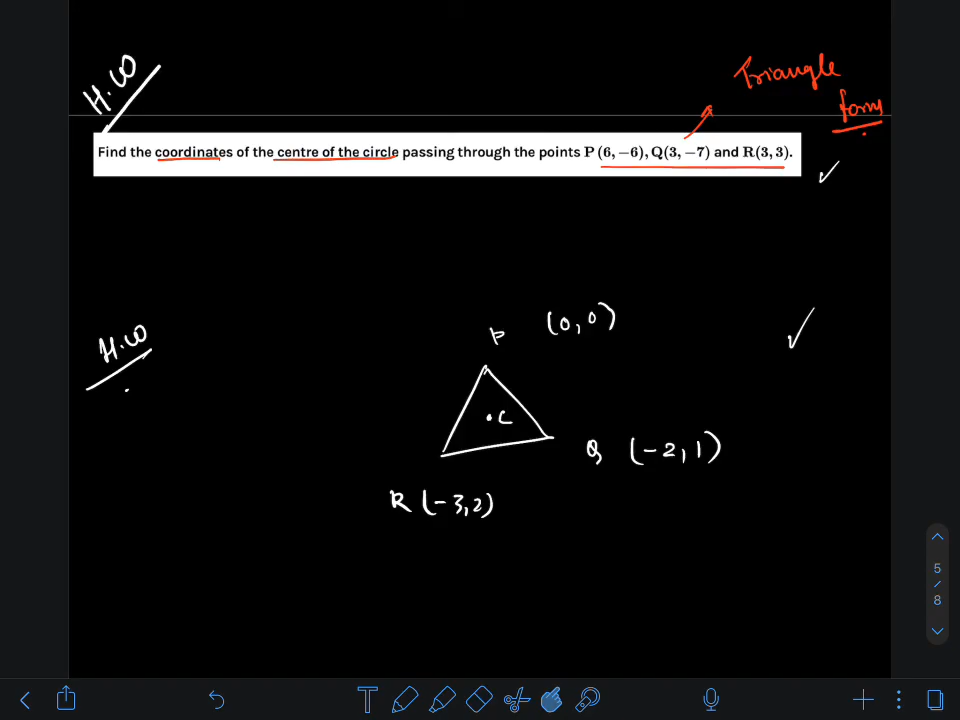 H.W
Triangle
form
Find the coordinates of the centre of the circle passing through the points P (6, −6), Q(3, −7) and R(3, 3).
H.W
P (0,0)
.C
Q (-2,1)
R (-3,2)
5
/
8
T